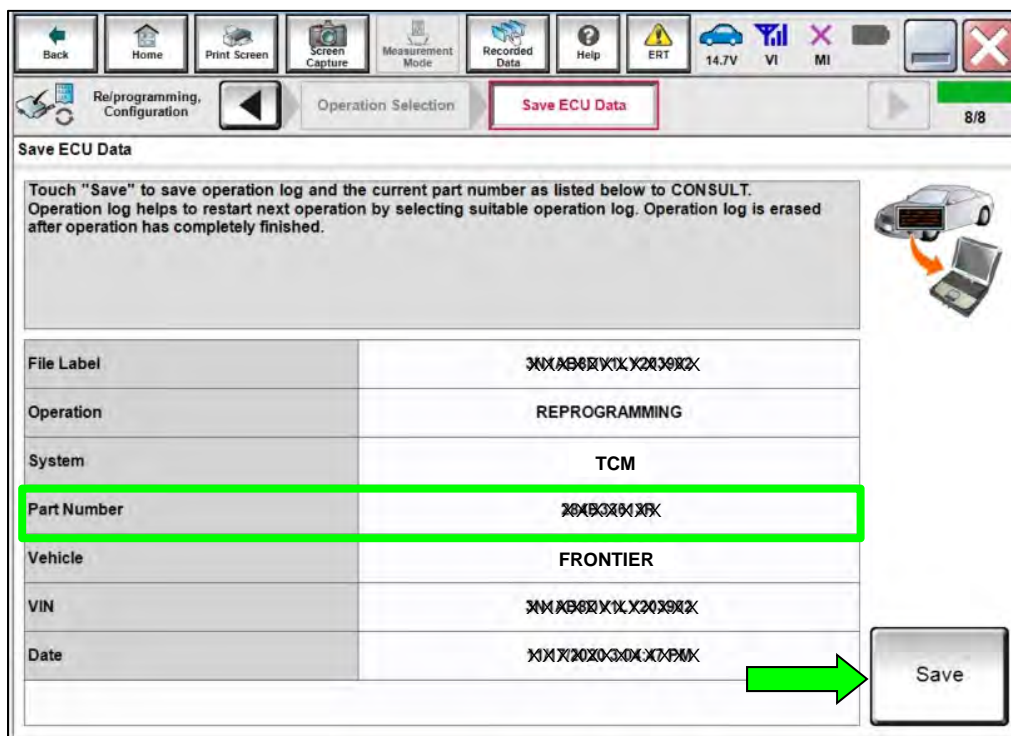 Back
Home
Print Screen
Screen Capture
Measurement Mode
Recorded Data
Help
ERT
14.7V
VI
MI
Re/programming, Configuration
Operation Selection
Save ECU Data
8/8
Save ECU Data
Touch "Save" to save operation log and the current part number as listed below to CONSULT.
Operation log helps to restart next operation by selecting suitable operation log. Operation log is erased
after operation has completely finished.
File Label
Operation REPROGRAMMING
System TCM
Part Number
Vehicle FRONTIER
VIN
Date
Save